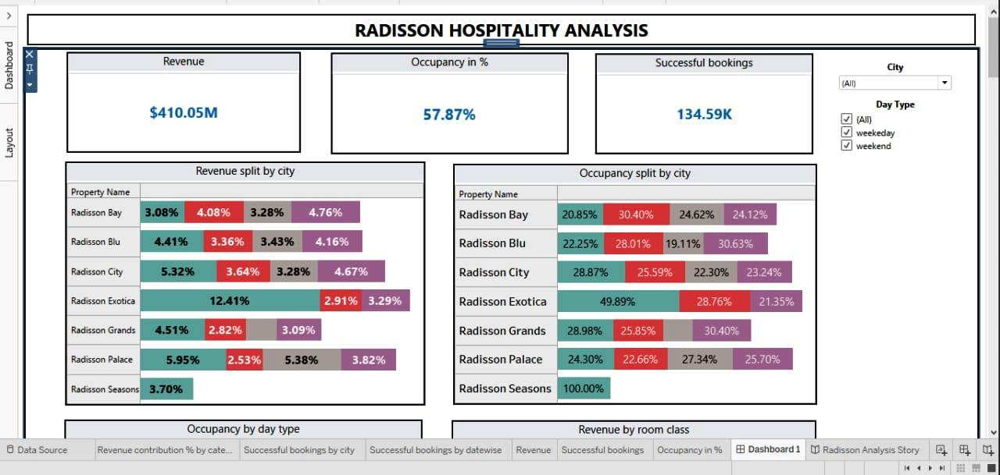 Dashboard
Layout
RADISSON HOSPITALITY ANALYSIS
Revenue
$410.05M
Occupancy in %
57.87%
Successful bookings
134.59K
City
(All)
Day Type
(All)
weekeday
weekend
Revenue split by city
Property Name
Radisson Bay 3.08% 4.08% 3.28% 4.76%
Radisson Blu 4.41% 3.36% 3.43% 4.16%
Radisson City 5.32% 3.64% 3.28% 4.67%
Radisson Exotica 12.41% 2.91% 3.29%
Radisson Grands 4.51% 2.82% 3.09%
Radisson Palace 5.95% 2.53% 5.38% 3.82%
Radisson Seasons 3.70%
Occupancy split by city
Property Name
Radisson Bay 20.85% 30.40% 24.62% 24.12%
Radisson Blu 22.25% 28.01% 19.11% 30.63%
Radisson City 28.87% 25.59% 22.30% 23.24%
Radisson Exotica 49.89% 28.76% 21.35%
Radisson Grands 28.98% 25.85% 30.40%
Radisson Palace 24.30% 22.66% 27.34% 25.70%
Radisson Seasons 100.00%
Occupancy by day type
Revenue by room class
Data Source Revenue contribution % by cate... Successful bookings by city Successful bookings by datewise Revenue Successful bookings Occupancy in % Dashboard 1 Radisson Analysis Story